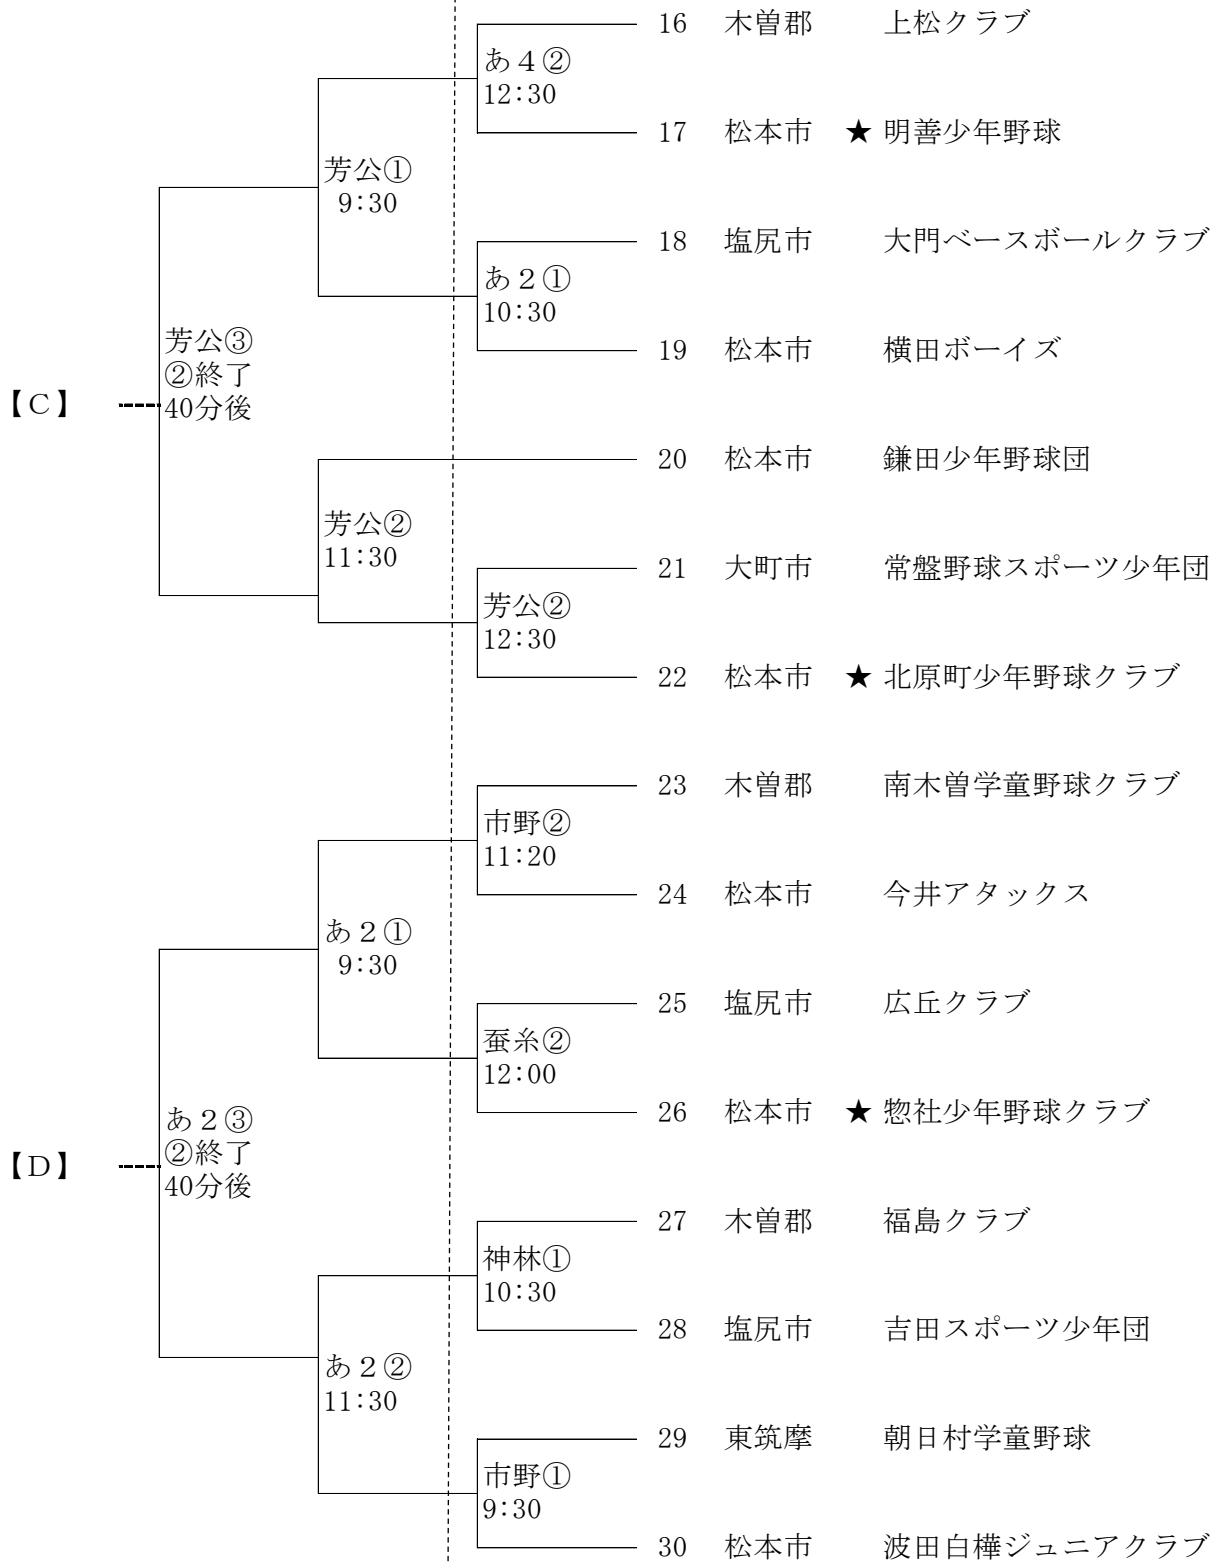 16 木曽郡 上松クラブ
あ４②
12:30
17 松本市 ★ 明善少年野球
芳公①
9:30
18 塩尻市 大門ベースボールクラブ
あ２①
10:30
19 松本市 横田ボーイズ
芳公③
②終了
40分後
【C】
20 松本市 鎌田少年野球団
芳公②
11:30
21 大町市 常盤野球スポーツ少年団
芳公②
12:30
22 松本市 ★ 北原町少年野球クラブ
23 木曽郡 南木曽学童野球クラブ
市野②
11:20
24 松本市 今井アタックス
あ２①
9:30
25 塩尻市 広丘クラブ
蚕糸②
12:00
26 松本市 ★ 惣社少年野球クラブ
あ２③
②終了
40分後
【D】
27 木曽郡 福島クラブ
神林①
10:30
28 塩尻市 吉田スポーツ少年団
あ２②
11:30
29 東筑摩 朝日村学童野球
市野①
9:30
30 松本市 波田白樺ジュニアクラブ